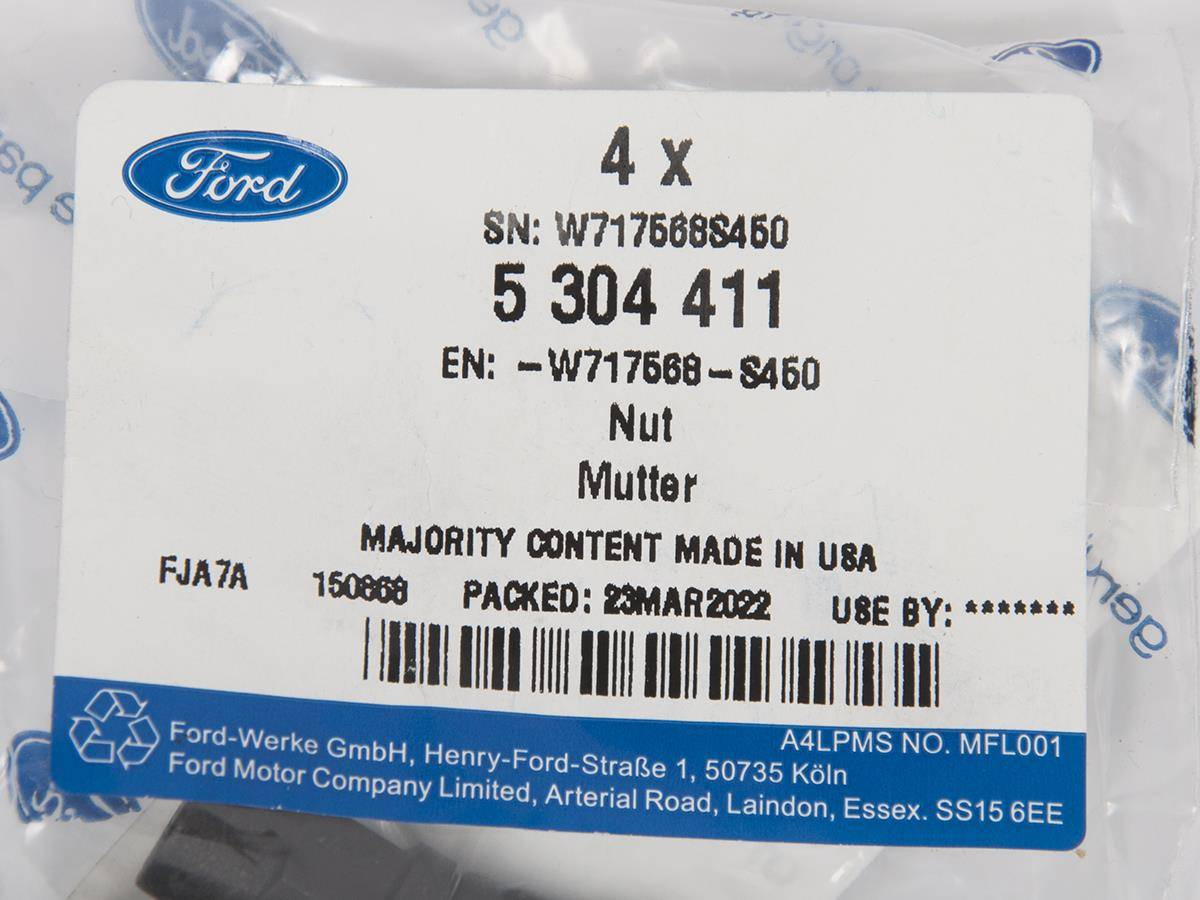 Ford
4 x
SN: W717568S450
5 304 411
EN: -W717568-S450
Nut
Mutter
MAJORITY CONTENT MADE IN USA
FJA7A 150868 PACKED: 23MAR2022 USE BY: *******
A4LPMS NO. MFL001
Ford-Werke GmbH, Henry-Ford-Straße 1, 50735 Köln
Ford Motor Company Limited, Arterial Road, Laindon, Essex. SS15 6EE